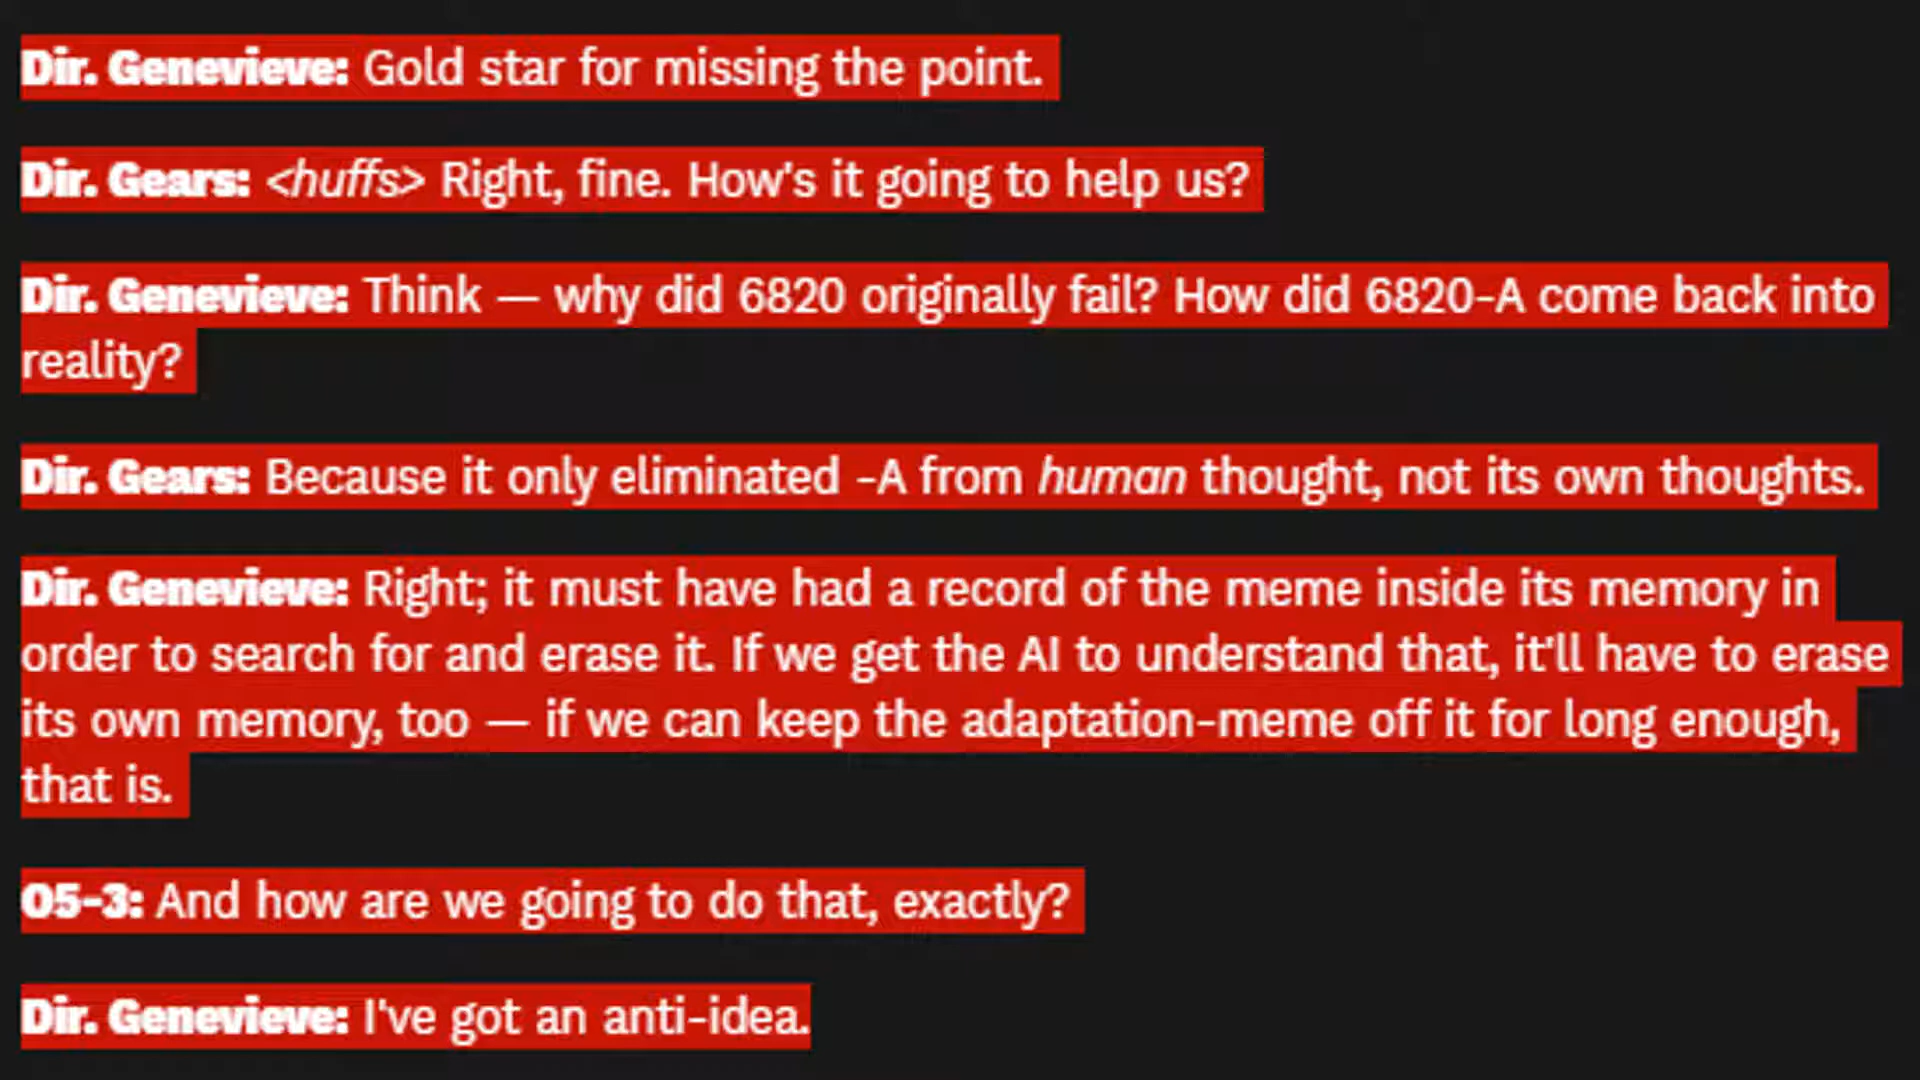 Dir. Genevieve: Gold star for missing the point.
Dir. Gears: <huffs> Right, fine. How's it going to help us?
Dir. Genevieve: Think — why did 6820 originally fail? How did 6820-A come back into
reality?
Dir. Gears: Because it only eliminated -A from human thought, not its own thoughts.
Dir. Genevieve: Right; it must have had a record of the meme inside its memory in
order to search for and erase it. If we get the AI to understand that, it'll have to erase
its own memory, too — if we can keep the adaptation-meme off it for long enough,
that is.
O5-3: And how are we going to do that, exactly?
Dir. Genevieve: I've got an anti-idea.